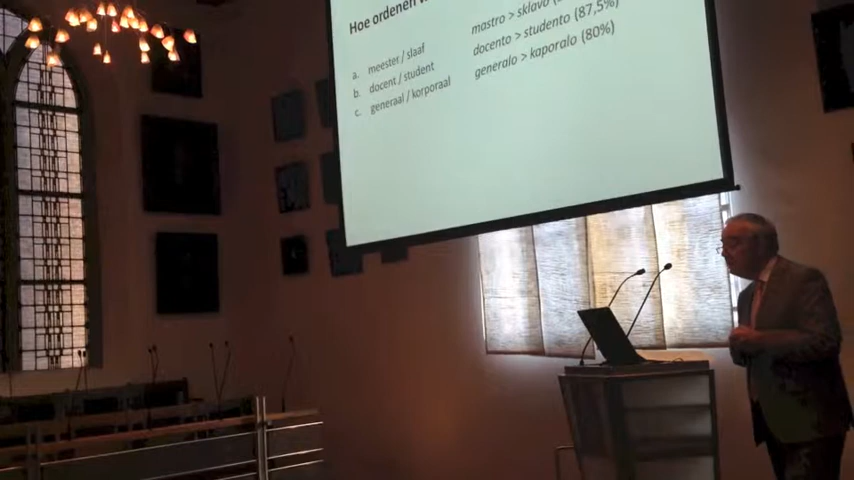 Hoe ordenen
a. meester / slaaf
b. docent / student
c. generaal / korporaal
mastro > sklavo
docento > studento (87,5%)
generalo > kaporalo (80%)